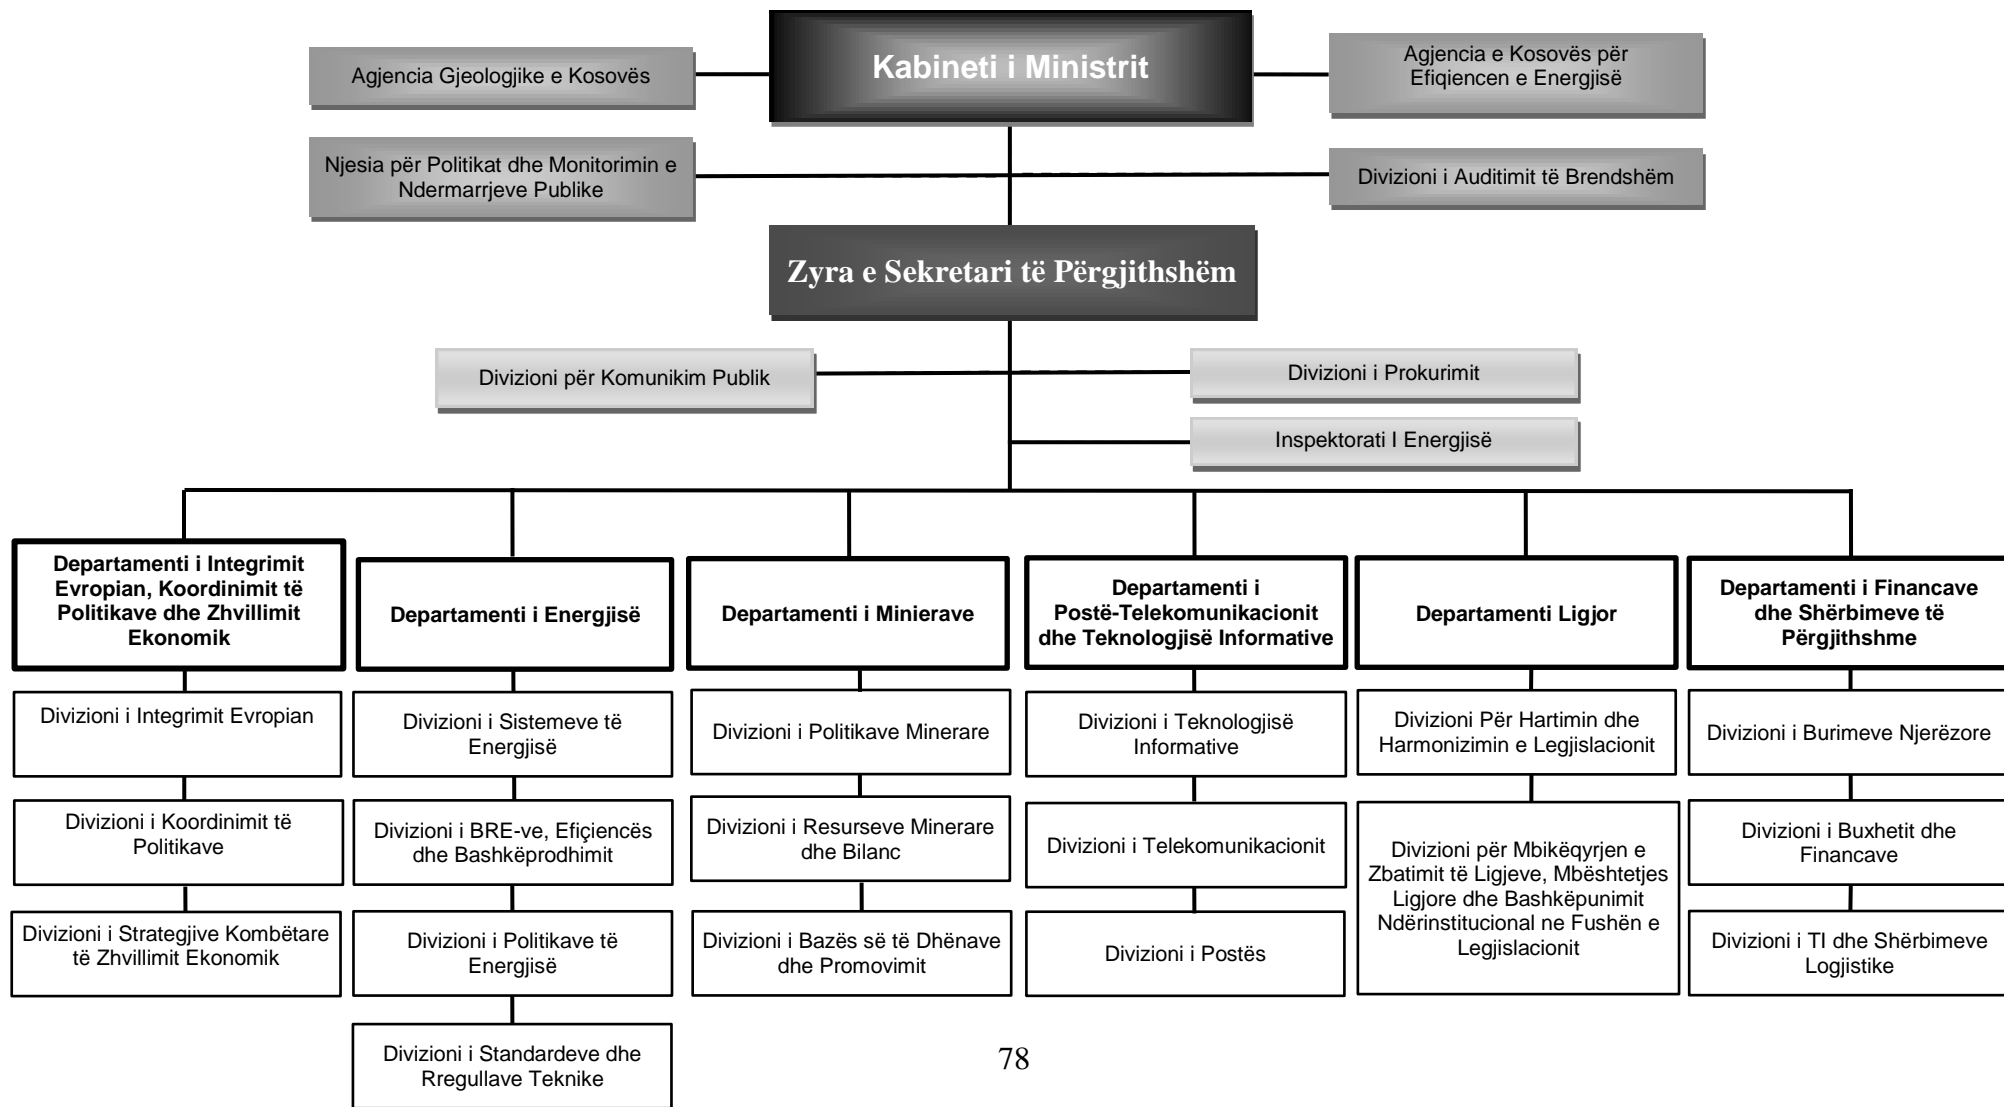 Kabineti i Ministrit
Agjencia Gjeologjike e Kosovës
Agjencia e Kosovës për
Efiqiencen e Energjisë
Njesia për Politikat dhe Monitorimin e
Ndermarrjeve Publike
Divizioni i Auditimit të Brendshëm
Zyra e Sekretari të Përgjithshëm
Divizioni për Komunikim Publik
Divizioni i Prokurimit
Inspektorati I Energjisë
Departamenti i Integrimit
Evropian, Koordinimit të
Politikave dhe Zhvillimit
Ekonomik
Divizioni i Integrimit Evropian
Divizioni i Koordinimit të
Politikave
Divizioni i Strategjive Kombëtare
të Zhvillimit Ekonomik
Departamenti i Energjisë
Divizioni i Sistemeve të
Energjisë
Divizioni i BRE-ve, Efiçiencës
dhe Bashkëprodhimit
Divizioni i Politikave të
Energjisë
Divizioni i Standardeve dhe
Rregullave Teknike
Departamenti i Minierave
Divizioni i Politikave Minerare
Divizioni i Resurseve Minerare
dhe Bilanc
Divizioni i Bazës së të Dhënave
dhe Promovimit
Departamenti i
Postë-Telekomunikacionit
dhe Teknologjisë Informative
Divizioni i Teknologjisë
Informative
Divizioni i Telekomunikacionit
Divizioni i Postës
Departamenti Ligjor
Divizioni Për Hartimin dhe
Harmonizimin e Legjislacionit
Divizioni për Mbikëqyrjen e
Zbatimit të Ligjeve, Mbështetjes
Ligjore dhe Bashkëpunimit
Ndërinstitucional ne Fushën e
Legjislacionit
Departamenti i Financave
dhe Shërbimeve të
Përgjithshme
Divizioni i Burimeve Njerëzore
Divizioni i Buxhetit dhe
Financave
Divizioni i TI dhe Shërbimeve
Logjistike
78